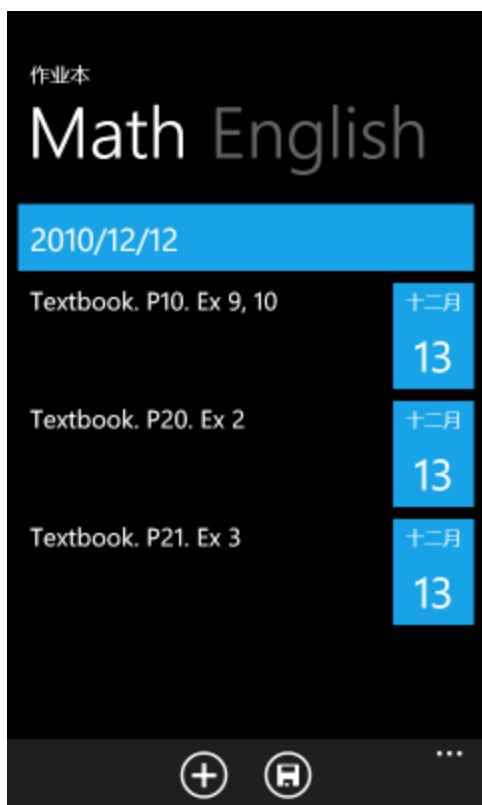 作业本
Math English
2010/12/12
Textbook. P10. Ex 9, 10
十二月
13
Textbook. P20. Ex 2
十二月
13
Textbook. P21. Ex 3
十二月
13
...